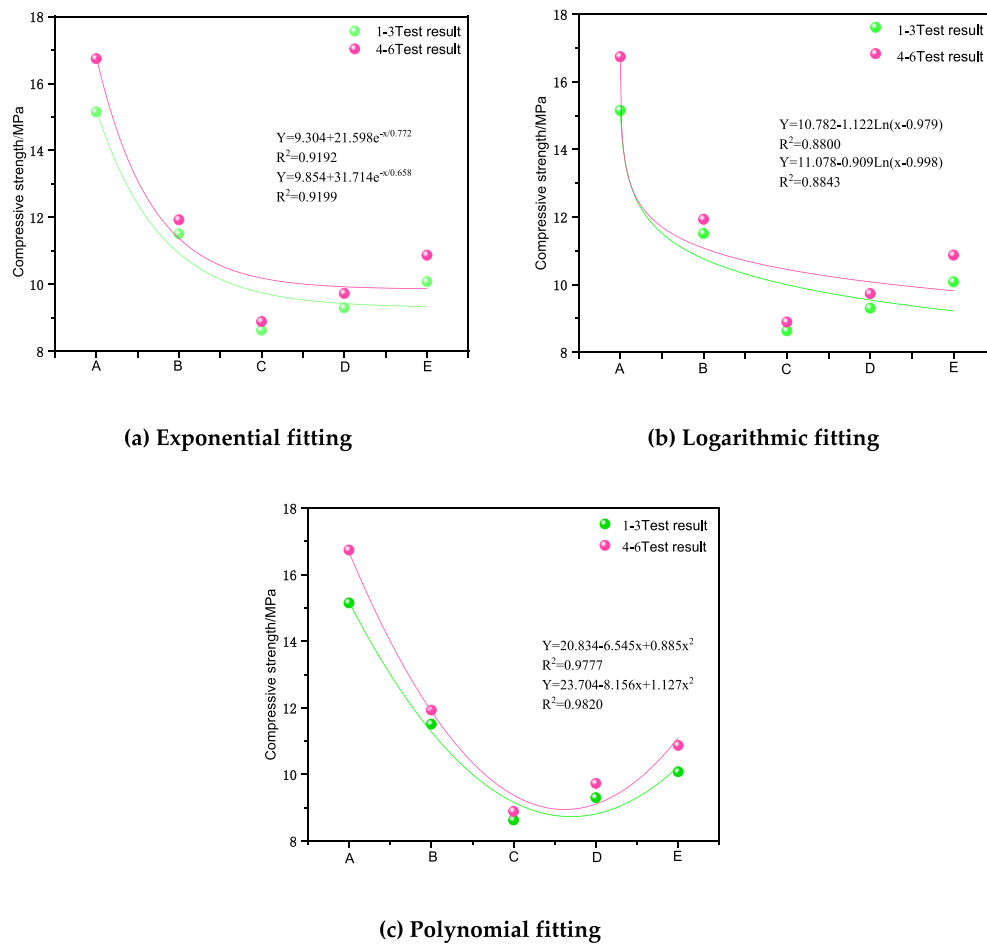 18
16
14
12
10
8
Compressive strength/MPa
1-3Test result
4-6Test result
Y=9.304+21.598e^-x/0.772
R²=0.9192
Y=9.854+31.714e^-x/0.658
R²=0.9199
A B C D E
(a) Exponential fitting
18
16
14
12
10
8
Compressive strength/MPa
1-3Test result
4-6Test result
Y=10.782-1.122Ln(x-0.979)
R²=0.8800
Y=11.078-0.909Ln(x-0.998)
R²=0.8843
A B C D E
(b) Logarithmic fitting
18
16
14
12
10
8
Compressive strength/MPa
1-3Test result
4-6Test result
Y=20.834-6.545x+0.885x²
R²=0.9777
Y=23.704-8.156x+1.127x²
R²=0.9820
A B C D E
(c) Polynomial fitting